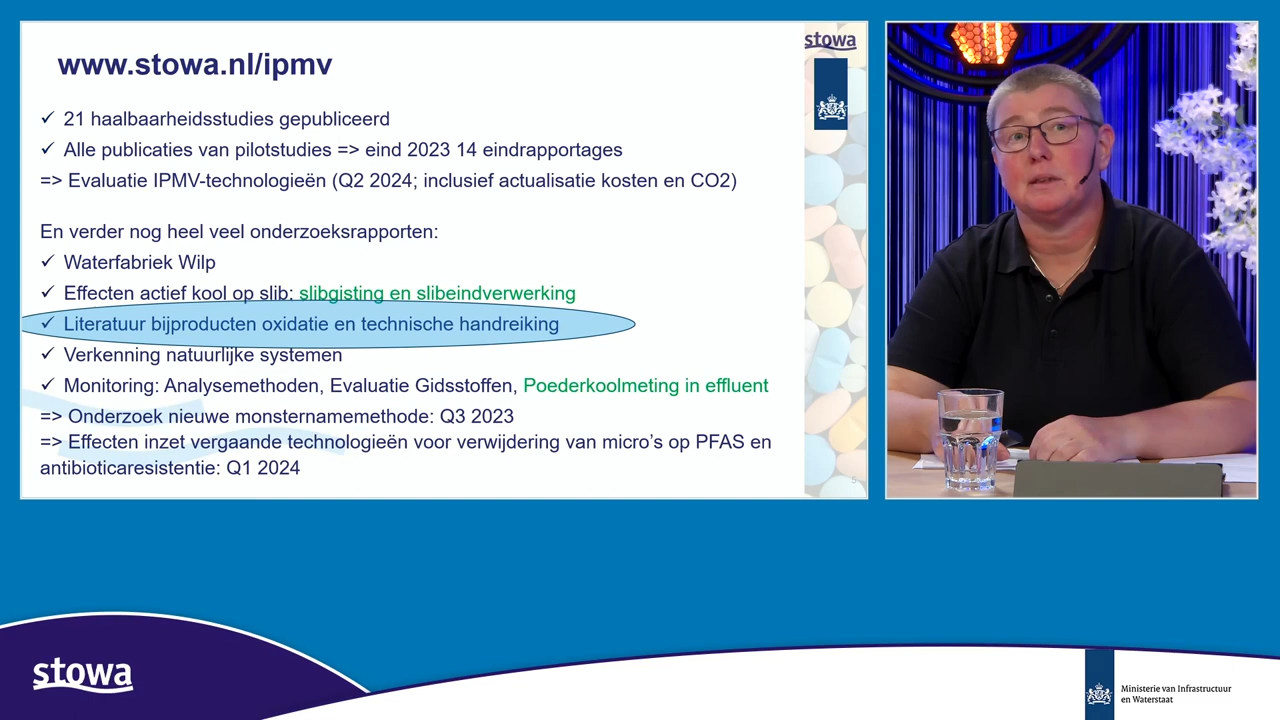 www.stowa.nl/ipmv
stowa
✓ 21 haalbaarheidsstudies gepubliceerd
✓ Alle publicaties van pilotstudies => eind 2023 14 eindrapportages
=> Evaluatie IPMV-technologieën (Q2 2024; inclusief actualisatie kosten en CO2)
En verder nog heel veel onderzoeksrapporten:
✓ Waterfabriek Wilp
✓ Effecten actief kool op slib: slibgisting en slibeindverwerking
✓ Literatuur bijproducten oxidatie en technische handreiking
✓ Verkenning natuurlijke systemen
✓ Monitoring: Analysemethoden, Evaluatie Gidsstoffen, Poederkoolmeting in effluent
=> Onderzoek nieuwe monsternamemethode: Q3 2023
=> Effecten inzet vergaande technologieën voor verwijdering van micro’s op PFAS en
antibioticaresistentie: Q1 2024
5
stowa
Ministerie van Infrastructuur
en Waterstaat